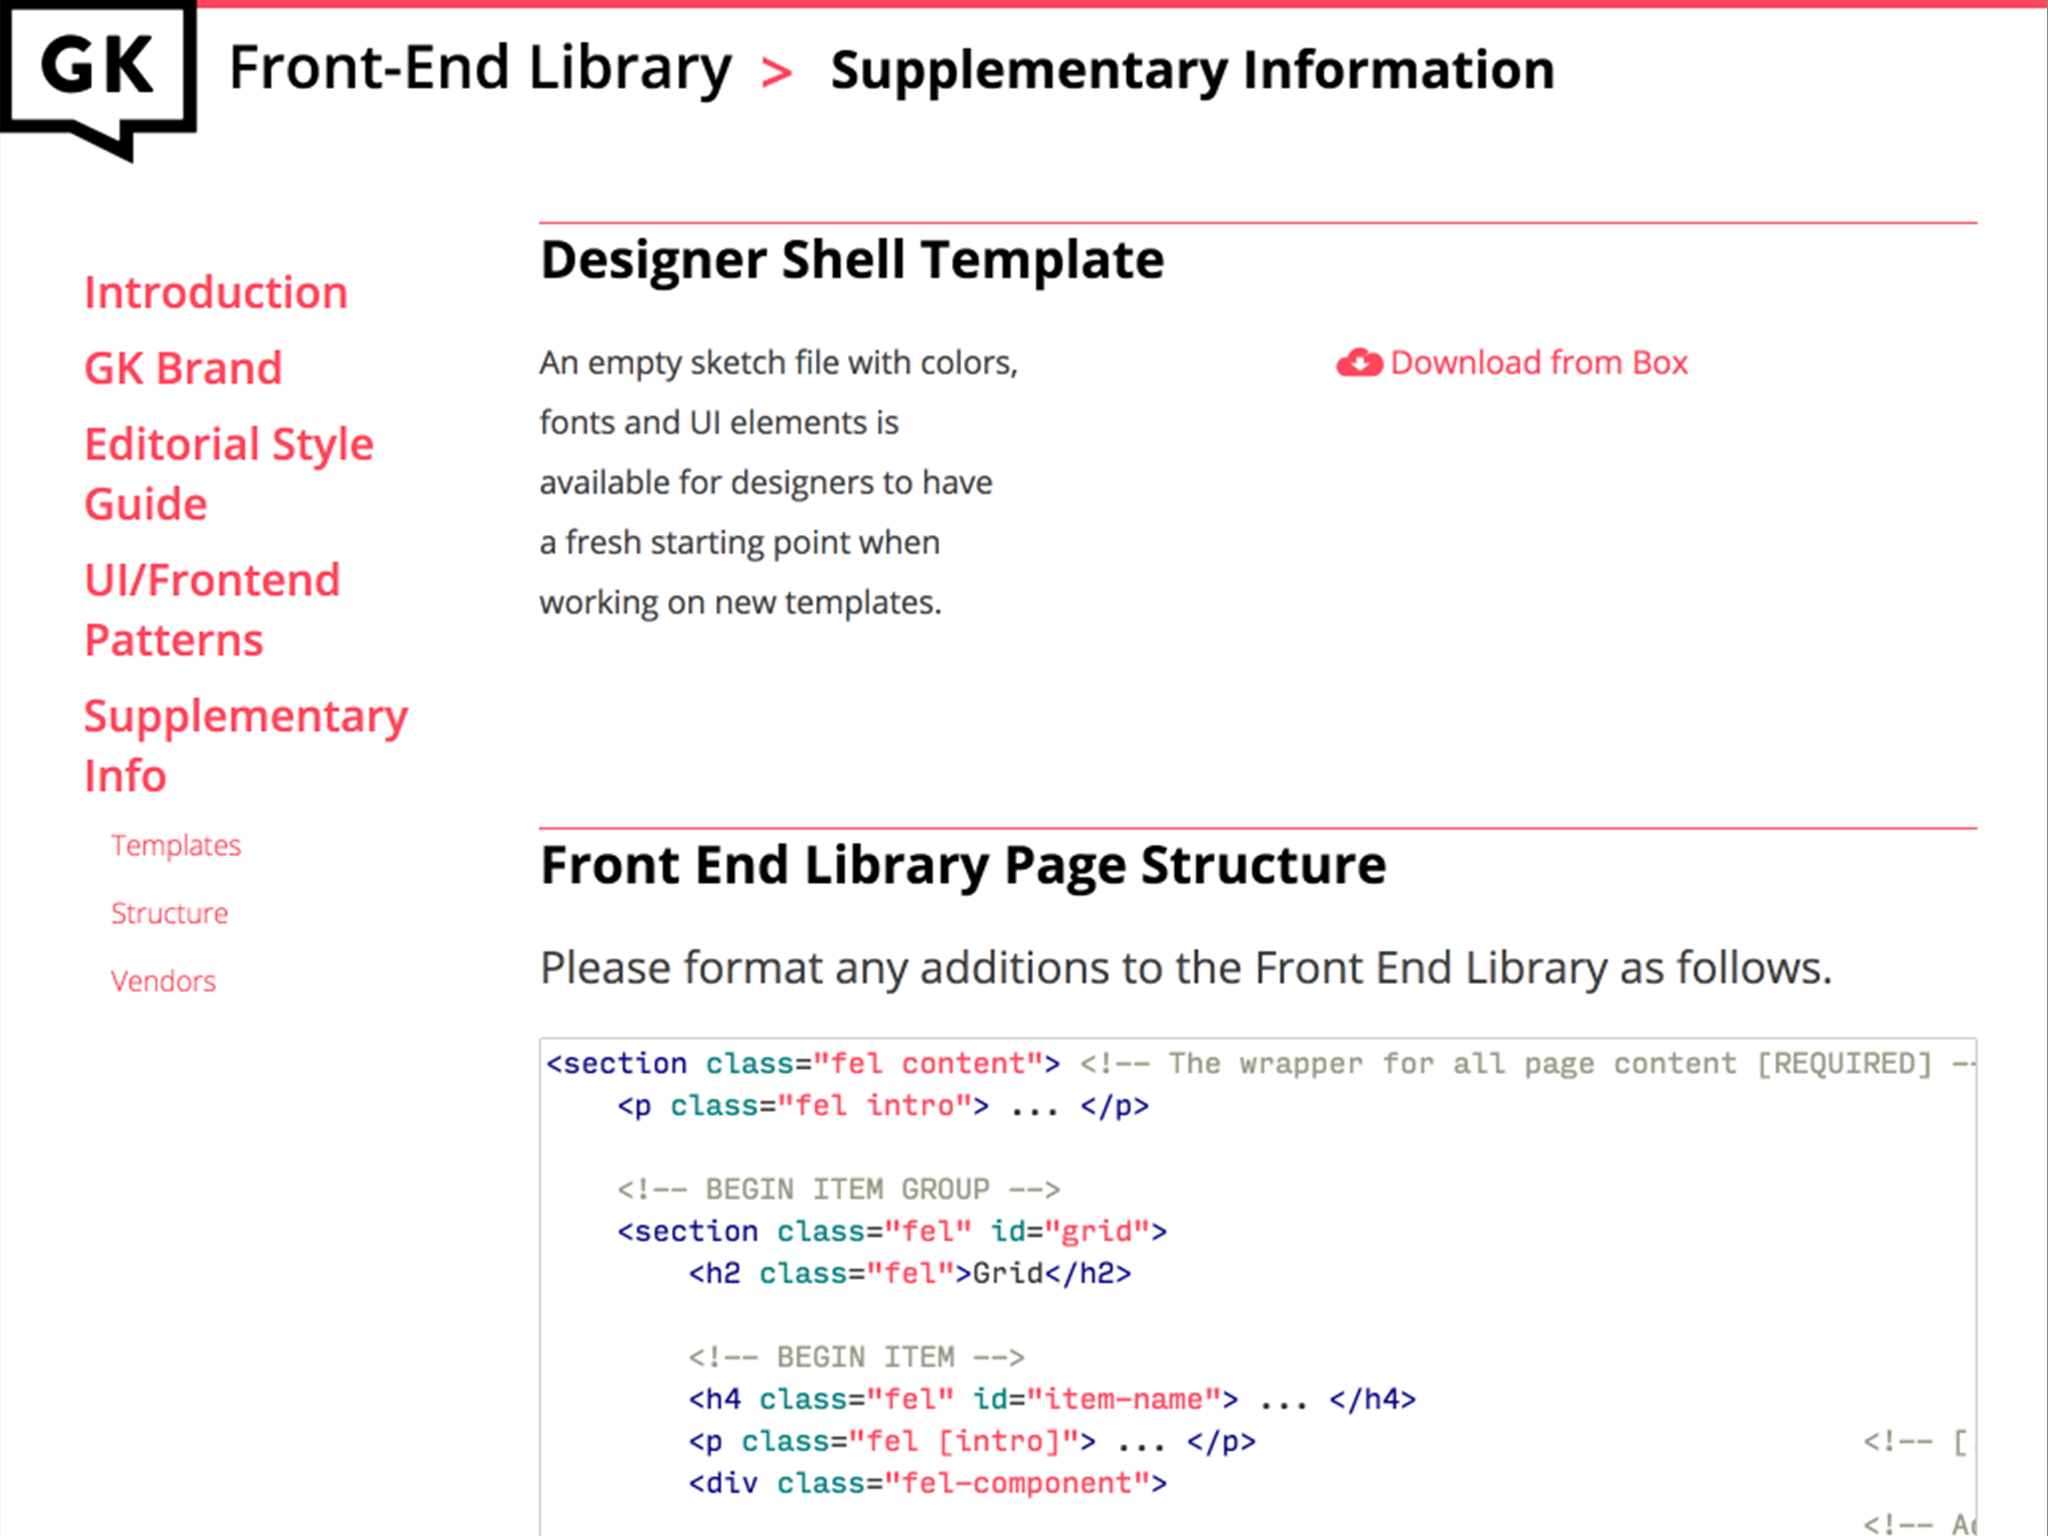 GK
Front-End Library > Supplementary Information
Introduction
GK Brand
Editorial Style
Guide
UI/Frontend
Patterns
Supplementary
Info
Templates
Structure
Vendors
Designer Shell Template
An empty sketch file with colors,
fonts and UI elements is
available for designers to have
a fresh starting point when
working on new templates.
Download from Box
Front End Library Page Structure
Please format any additions to the Front End Library as follows.
<section class="fel content"> <!-- The wrapper for all page content [REQUIRED] --
    <p class="fel intro"> ... </p>
    <!-- BEGIN ITEM GROUP -->
    <section class="fel" id="grid">
        <h2 class="fel">Grid</h2>
        <!-- BEGIN ITEM -->
        <h4 class="fel" id="item-name"> ... </h4>
        <p class="fel [intro]"> ... </p> <!-- [
        <div class="fel-component">
<!--